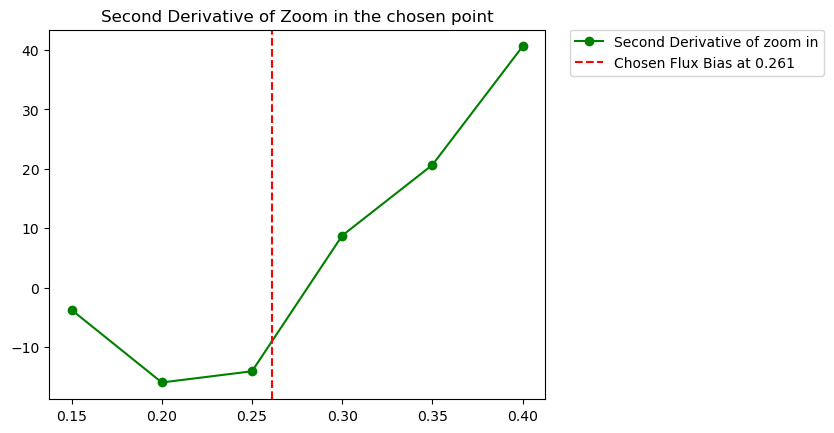 Second Derivative of Zoom in the chosen point
Second Derivative of zoom in
Chosen Flux Bias at 0.261
40
30
20
10
0
−10
0.15 0.20 0.25 0.30 0.35 0.40